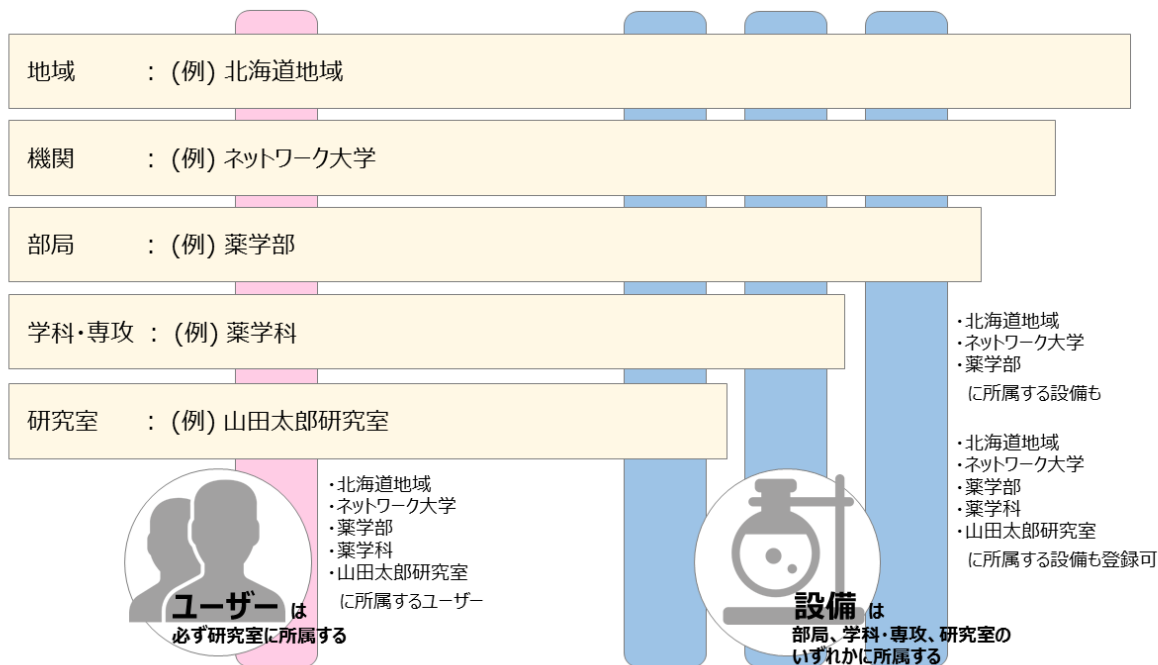 地域 : (例) 北海道地域
機関 : (例) ネットワーク大学
部局 : (例) 薬学部
学科・専攻 : (例) 薬学科
研究室 : (例) 山田太郎研究室
・北海道地域
・ネットワーク大学
・薬学部
に所属する設備も
・北海道地域
・ネットワーク大学
・薬学部
・薬学科
・山田太郎研究室
に所属する設備も登録可
・北海道地域
・ネットワーク大学
・薬学部
・薬学科
・山田太郎研究室
に所属するユーザー
ユーザー は
必ず研究室に所属する
設備 は
部局、学科・専攻、研究室の
いずれかに所属する